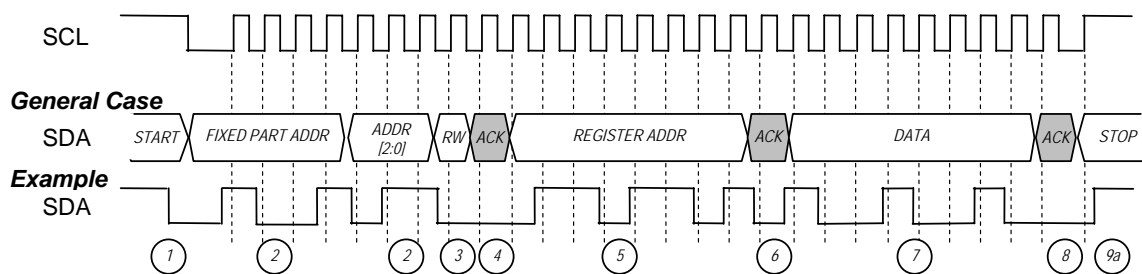 SCL
General Case
SDA
START FIXED PART ADDR ADDR [2:0] RW ACK REGISTER ADDR ACK DATA ACK STOP
Example
SDA
1 2 2 3 4 5 6 7 8 9a